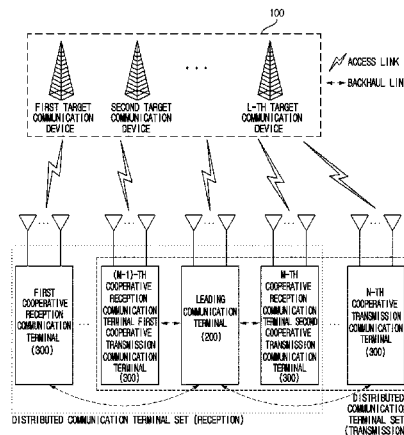 100
ACCESS LINK
BACKHAUL LIN
FIRST TARGET
COMMUNICATION
DEVICE
SECOND TARGET
COMMUNICATION
DEVICE
L-TH TARGET
COMMUNICATION
DEVICE
FIRST
COOPERATIVE
RECEPTION
COMMUNICATION
TERMINAL
(300)
(M-1)-TH
COOPERATIVE
RECEPTION
COMMUNICATION
TERMINAL FIRST
COOPERATIVE
TRANSMISSION
COMMUNICATION
TERMINAL
(300)
LEADING
COMMUNICATION
TERMINAL
(200)
M-TH
COOPERATIVE
RECEPTION
COMMUNICATION
TERMINAL SECOND
COOPERATIVE
TRANSMISSION
COMMUNICATION
TERMINAL
(300)
N-TH
COOPERATIVE
TRANSMISSION
COMMUNICATION
TERMINAL
(300)
DISTRIBUTED COMMUNICATION TERMINAL SET (RECEPTION)
DISTRIBUTED
COMMUNICATIO
TERMINAL SET
(TRANSMISSION